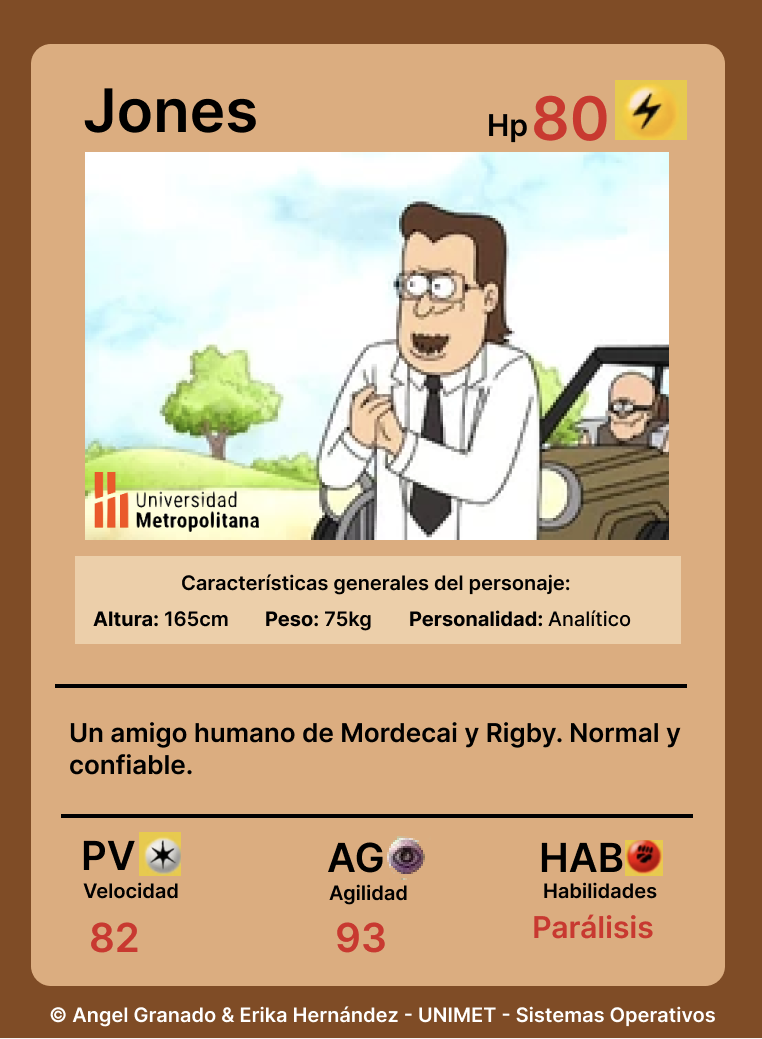 Jones
Hp 80
Universidad
Metropolitana
Características generales del personaje:
Altura: 165cm Peso: 75kg Personalidad: Analítico
Un amigo humano de Mordecai y Rigby. Normal y
confiable.
PV AG HAB
Velocidad Agilidad Habilidades
82 93 Parálisis
© Angel Granado & Erika Hernández - UNIMET - Sistemas Operativos